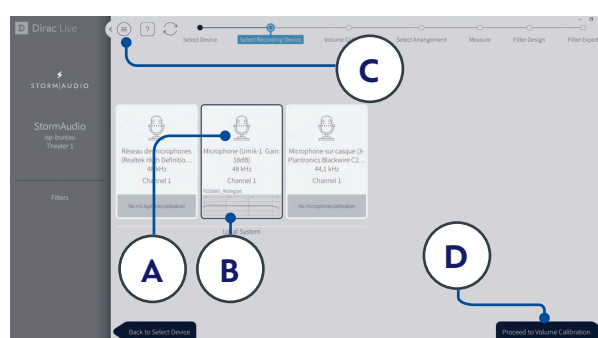 Dirac Live
?
Select Device
Select Recording Device
Volume C
Select Arrangement
Measure
Filter Design
Filter Export
C
STORM|AUDIO
StormAudio
isp-bureau
Theater 1
Filters
Réseau de microphones
(Realtek High Definitio...
48 kHz
Channel 1
No microphone calibration
Microphone (Umik-1 Gain:
18dB)
48 kHz
Channel 1
Microphone sur casque (3-
Plantronics Blackwire C2...
44,1 kHz
Channel 1
No microphone calibration
Local System
A
B
D
Back to Select Device
Proceed to Volume Calibration